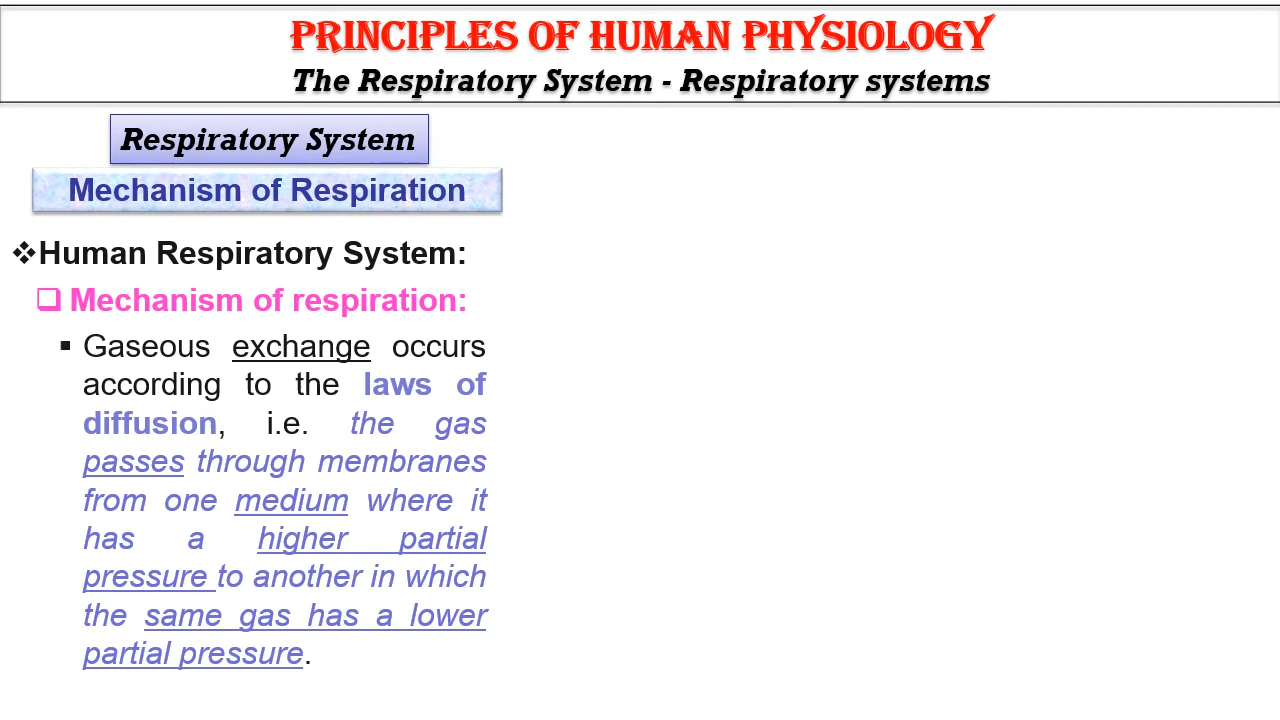 PRINCIPLES OF HUMAN PHYSIOLOGY
The Respiratory System - Respiratory systems
Respiratory System
Mechanism of Respiration
❖Human Respiratory System:
❑ Mechanism of respiration:
▪ Gaseous exchange occurs
according to the laws of
diffusion, i.e. the gas
passes through membranes
from one medium where it
has a higher partial
pressure to another in which
the same gas has a lower
partial pressure.